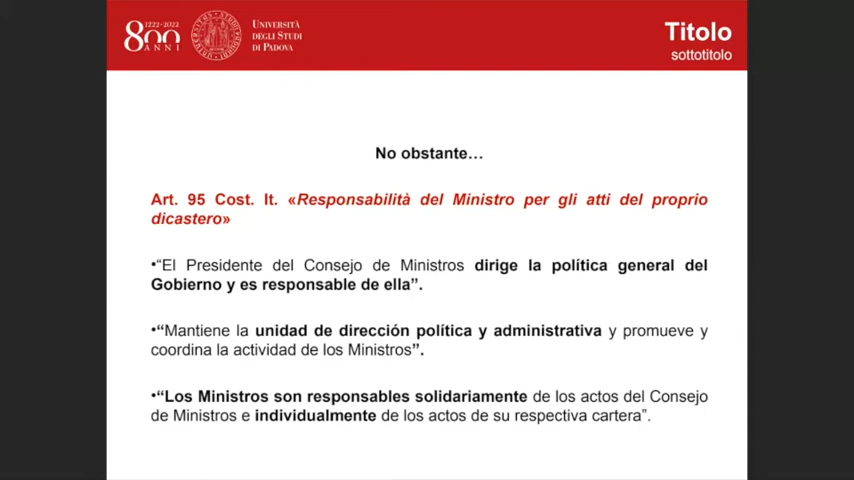 1222-2022
800
ANNI
UNIVERSITÀ
DEGLI STUDI
DI PADOVA
Titolo
sottotitolo
No obstante…
Art. 95 Cost. It. «Responsabilità del Ministro per gli atti del proprio
dicastero»
•“El Presidente del Consejo de Ministros dirige la política general del
Gobierno y es responsable de ella”.
•“Mantiene la unidad de dirección política y administrativa y promueve y
coordina la actividad de los Ministros”.
•“Los Ministros son responsables solidariamente de los actos del Consejo
de Ministros e individualmente de los actos de su respectiva cartera”.